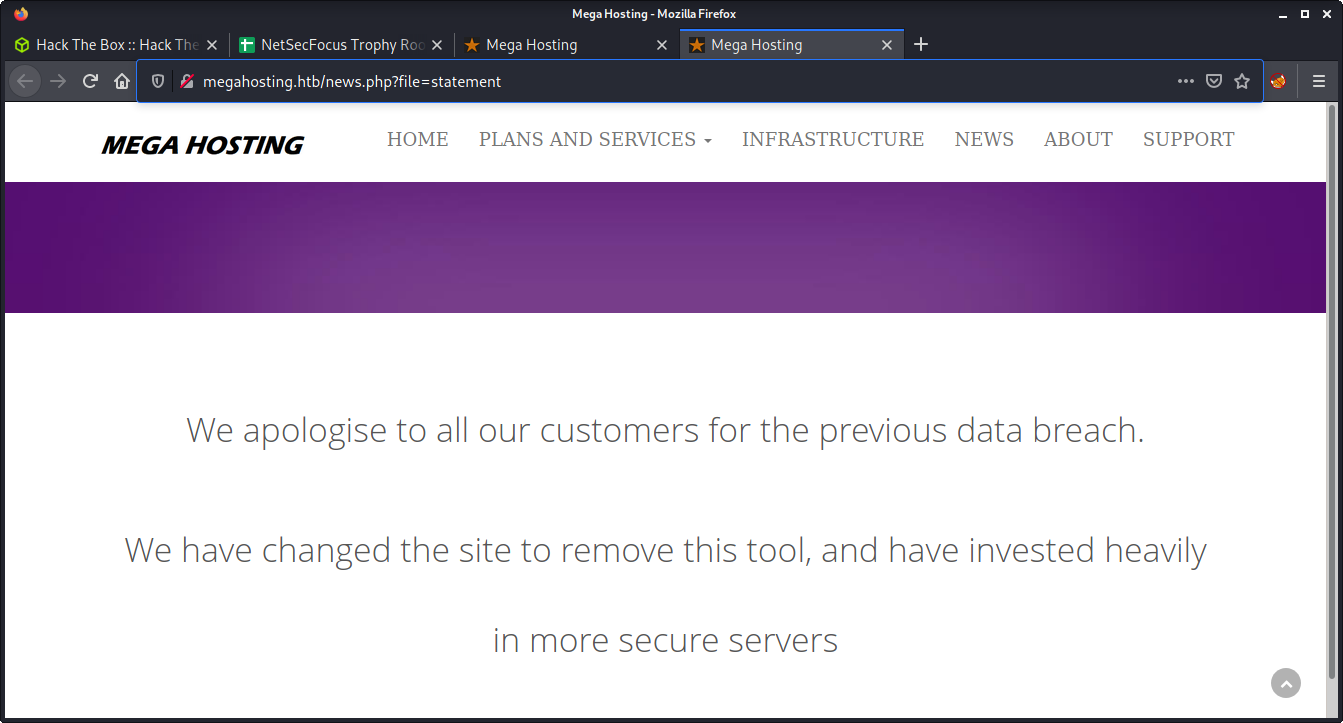 Mega Hosting - Mozilla Firefox
Hack The Box :: Hack The
NetSecFocus Trophy Roo
Mega Hosting
Mega Hosting
megahosting.htb/news.php?file=statement
MEGA HOSTING
HOME
PLANS AND SERVICES
INFRASTRUCTURE
NEWS
ABOUT
SUPPORT
We apologise to all our customers for the previous data breach.
We have changed the site to remove this tool, and have invested heavily
in more secure servers